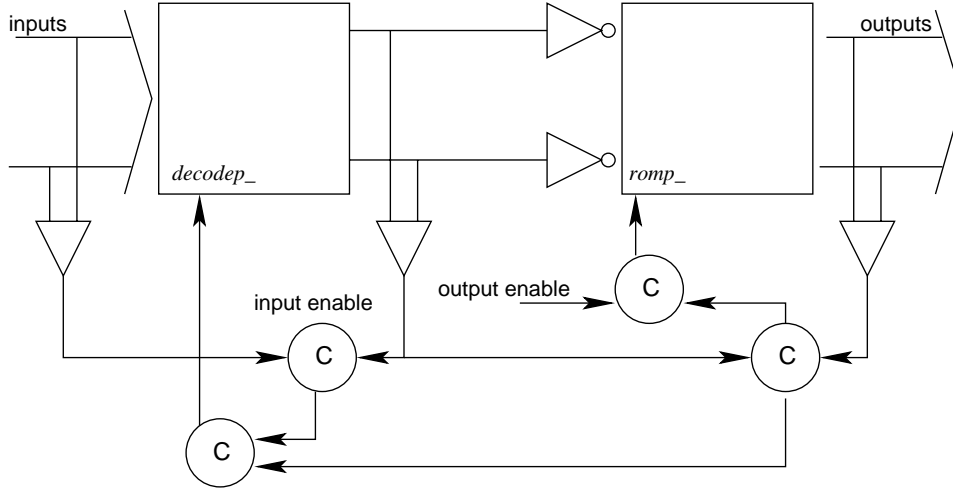 inputs
outputs
decodep_
romp_
output enable
C
input enable
C
C
C